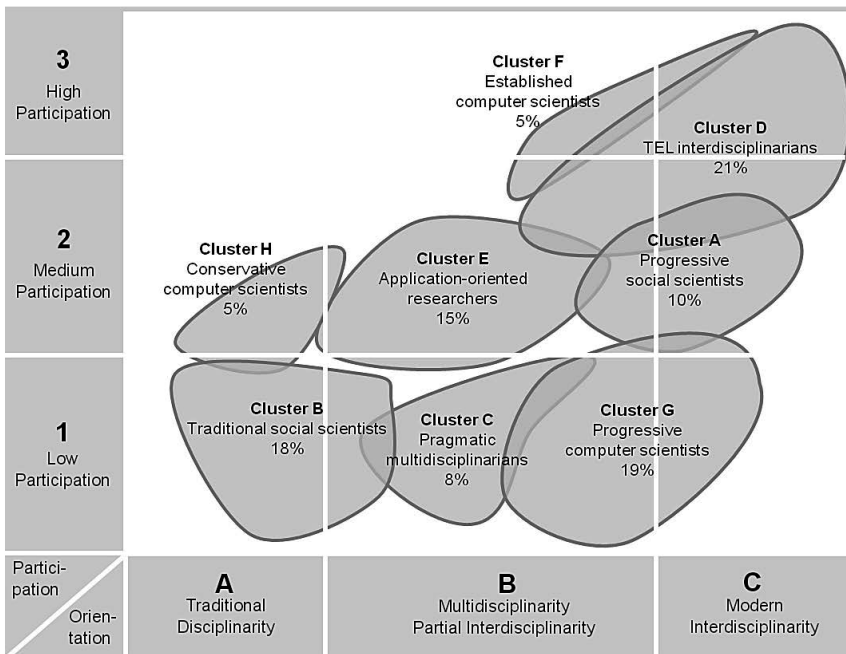 3
High
Participation
Cluster F
Established
computer scientists
5%
Cluster D
TEL interdisciplinarians
21%
2
Medium
Participation
Cluster H
Conservative
computer scientists
5%
Cluster E
Application-oriented
researchers
15%
Cluster A
Progressive
social scientists
10%
1
Low
Participation
Cluster B
Traditional social scientists
18%
Cluster C
Pragmatic
multidisciplinarians
8%
Cluster G
Progressive
computer scientists
19%
Partici-
pation
Orien-
tation
A
Traditional
Disciplinarity
B
Multidisciplinarity
Partial Interdisciplinarity
C
Modern
Interdisciplinarity